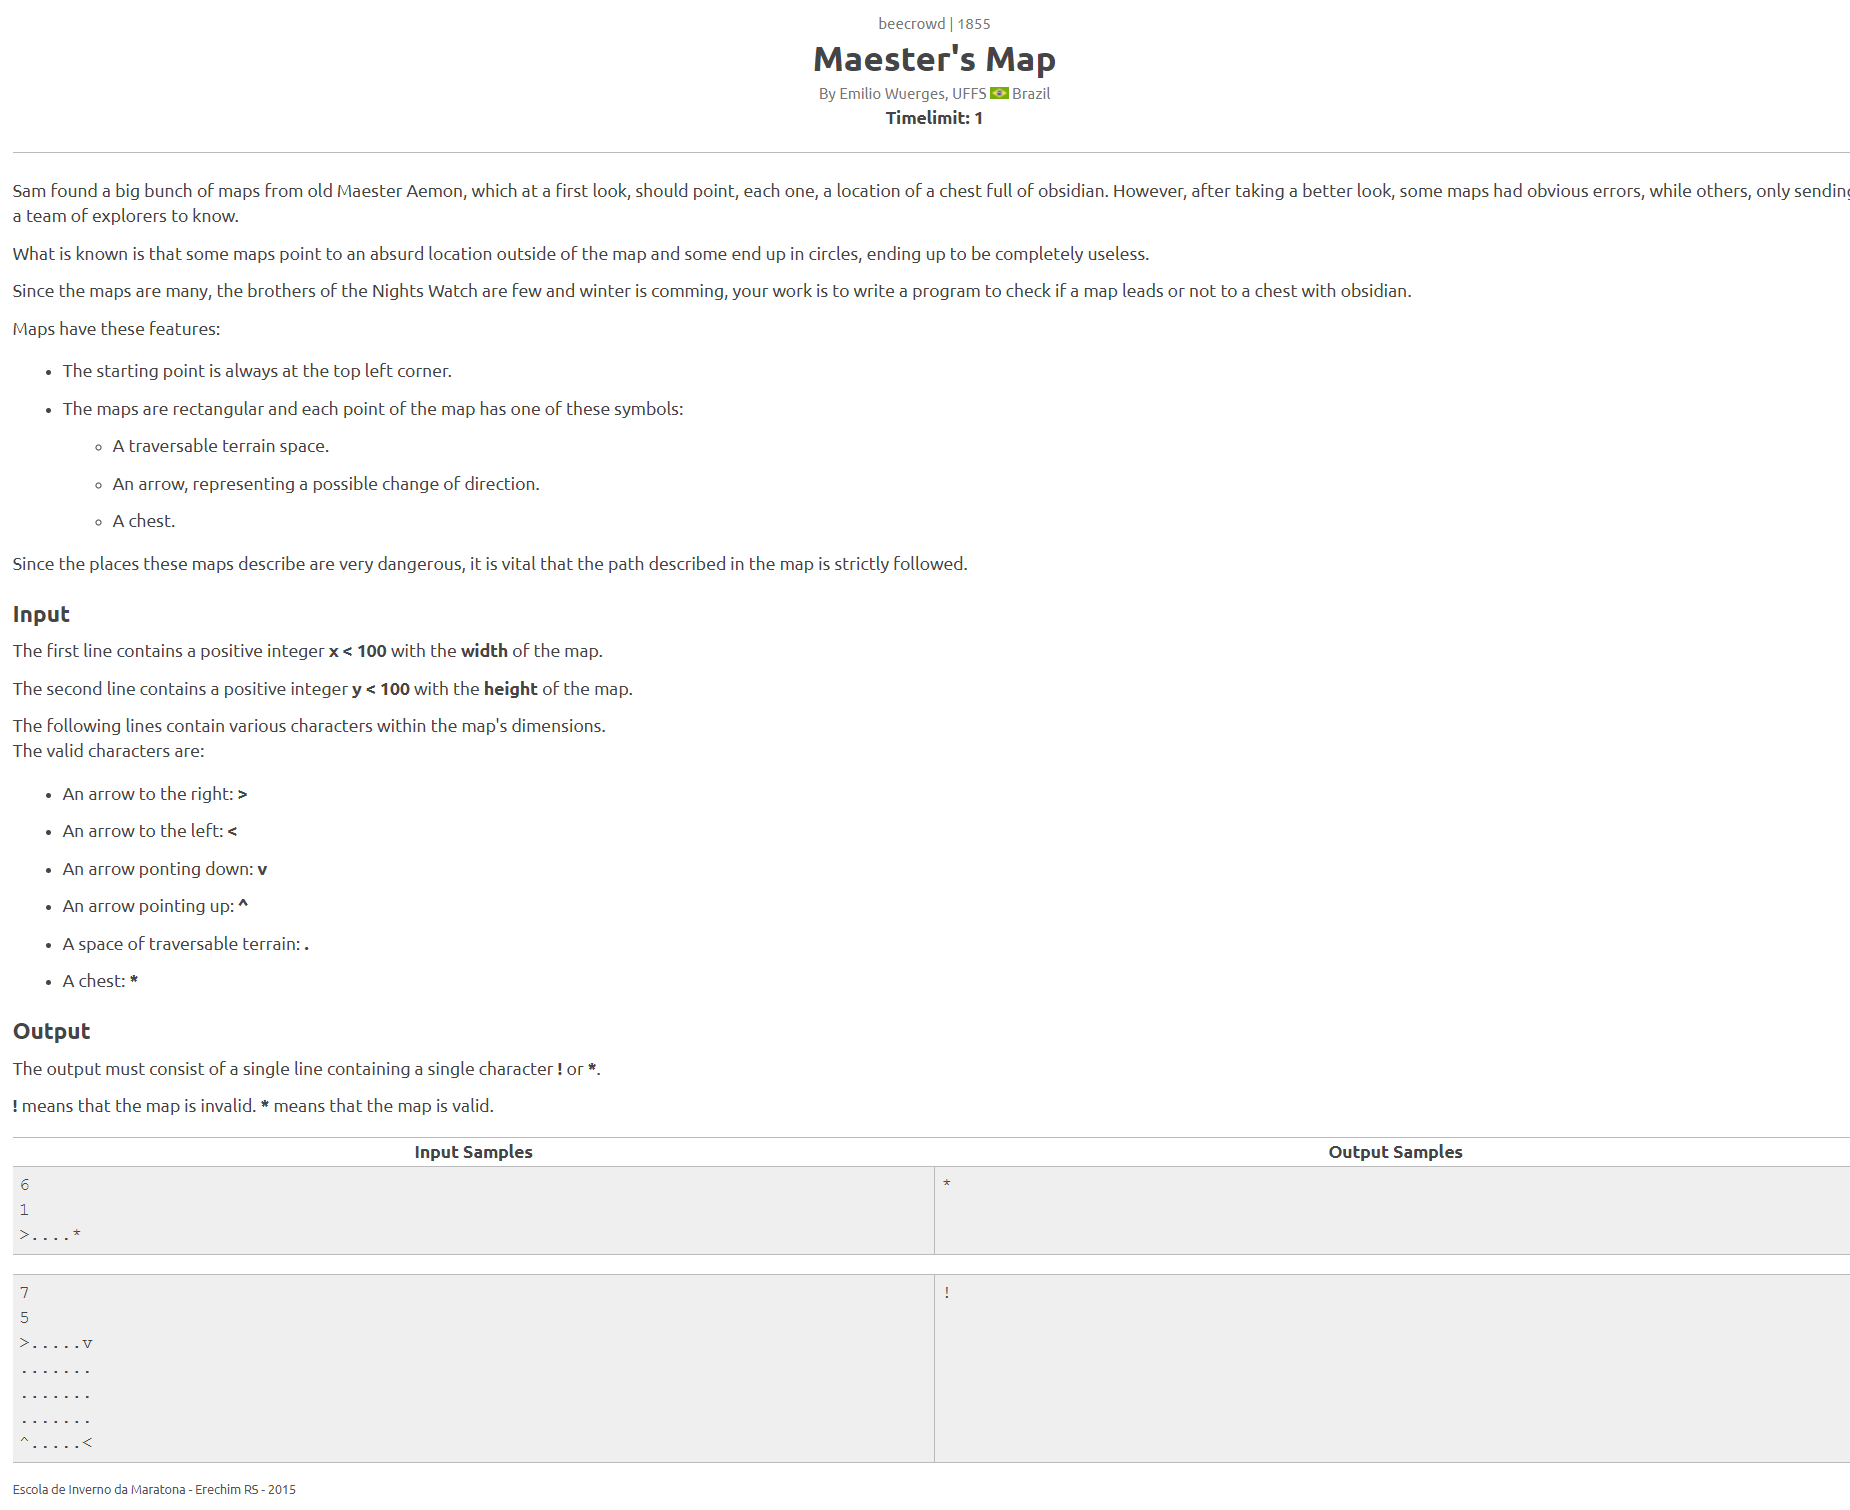 beecrowd | 1855
Maester's Map
By Emilio Wuerges, UFFS Brazil
Timelimit: 1
Sam found a big bunch of maps from old Maester Aemon, which at a first look, should point, each one, a location of a chest full of obsidian. However, after taking a better look, some maps had obvious errors, while others, only sending
a team of explorers to know.
What is known is that some maps point to an absurd location outside of the map and some end up in circles, ending up to be completely useless.
Since the maps are many, the brothers of the Nights Watch are few and winter is comming, your work is to write a program to check if a map leads or not to a chest with obsidian.
Maps have these features:
• The starting point is always at the top left corner.
• The maps are rectangular and each point of the map has one of these symbols:
◦ A traversable terrain space.
◦ An arrow, representing a possible change of direction.
◦ A chest.
Since the places these maps describe are very dangerous, it is vital that the path described in the map is strictly followed.
Input
The first line contains a positive integer x < 100 with the width of the map.
The second line contains a positive integer y < 100 with the height of the map.
The following lines contain various characters within the map's dimensions.
The valid characters are:
• An arrow to the right: >
• An arrow to the left: <
• An arrow ponting down: v
• An arrow pointing up: ^
• A space of traversable terrain: .
• A chest: *
Output
The output must consist of a single line containing a single character ! or *.
! means that the map is invalid. * means that the map is valid.
Input Samples Output Samples
6 *
1
>....*
7 !
5
>.....v
.......
.......
.......
^.....<
Escola de Inverno da Maratona - Erechim RS - 2015